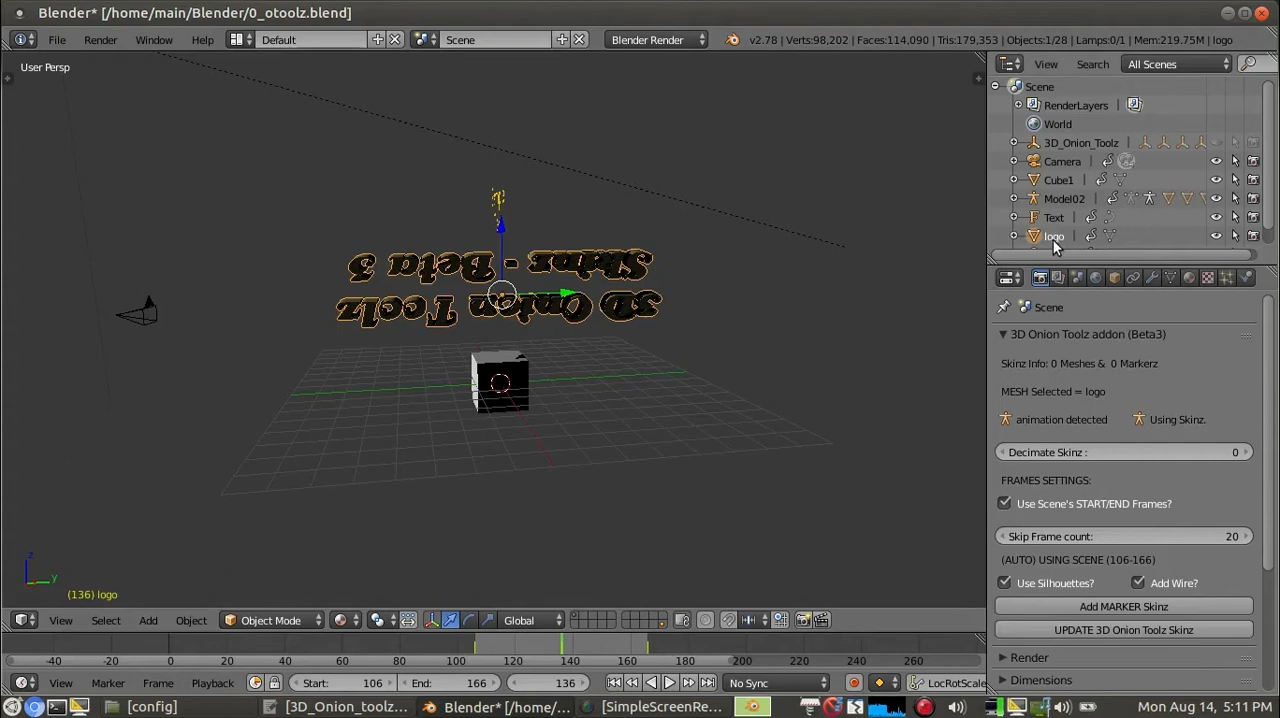 Blender* [/home/main/Blender/0_otoolz.blend]
File Render Window Help Default Scene Blender Render v2.78 | Verts:98,202 | Faces:114,090 | Tris:179,353 | Objects:1/28 | Lamps:0/1 | Mem:219.75M | logo
User Persp
View Search All Scenes
Scene
RenderLayers
World
3D_Onion_Toolz
Camera
Cube1
Model02
Text
logo
Skinz - Beta 3
3D Onion Toolz
Scene
3D Onion Toolz addon (Beta3)
Skinz Info: 0 Meshes & 0 Markerz
MESH Selected = logo
animation detected Using Skinz.
Decimate Skinz : 0
FRAMES SETTINGS:
Use Scene's START/END Frames?
Skip Frame count: 20
(AUTO) USING SCENE (106-166)
Use Silhouettes? Add Wire?
Add MARKER Skinz
UPDATE 3D Onion Toolz Skinz
Render
Dimensions
z
y
(136) logo
View Select Add Object Object Mode Global
-40 -20 0 20 40 60 80 100 120 140 160 180 200 220 240 260
View Marker Frame Playback Start: 106 End: 166 136 No Sync LocRotScale
[config] [3D_Onion_toolz... Blender* [/home/... [SimpleScreenRe... Mon Aug 14, 5:11 PM